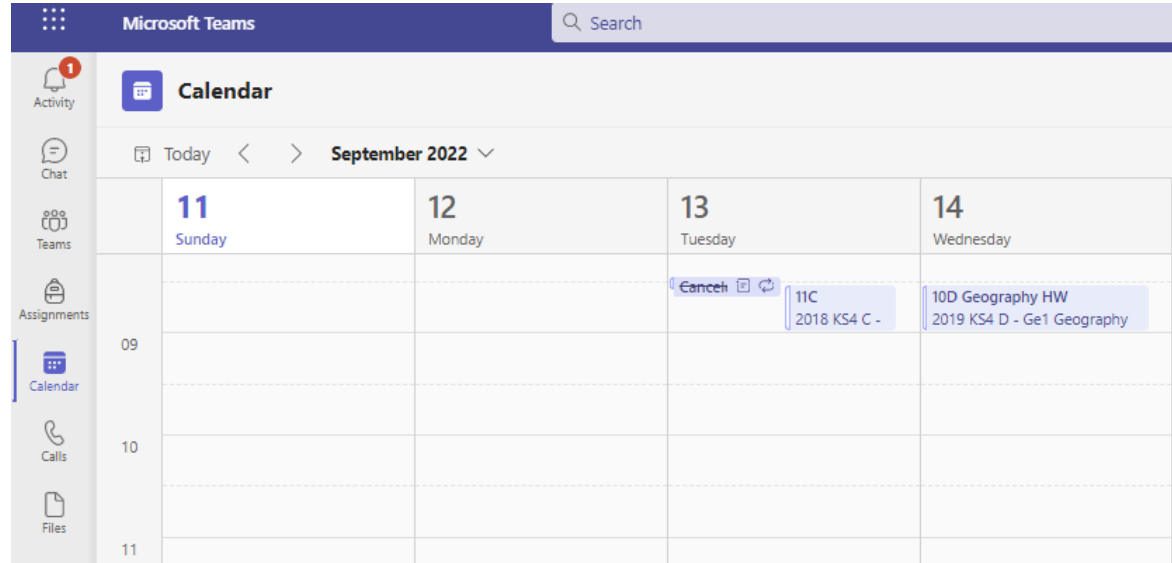 Microsoft Teams
Search
1
Activity
Chat
Teams
Assignments
Calendar
Calls
Files
Calendar
Today
September 2022
11
Sunday
12
Monday
13
Tuesday
14
Wednesday
11C
2018 KS4 C -
10D Geography HW
2019 KS4 D - Ge1 Geography
09
10
11